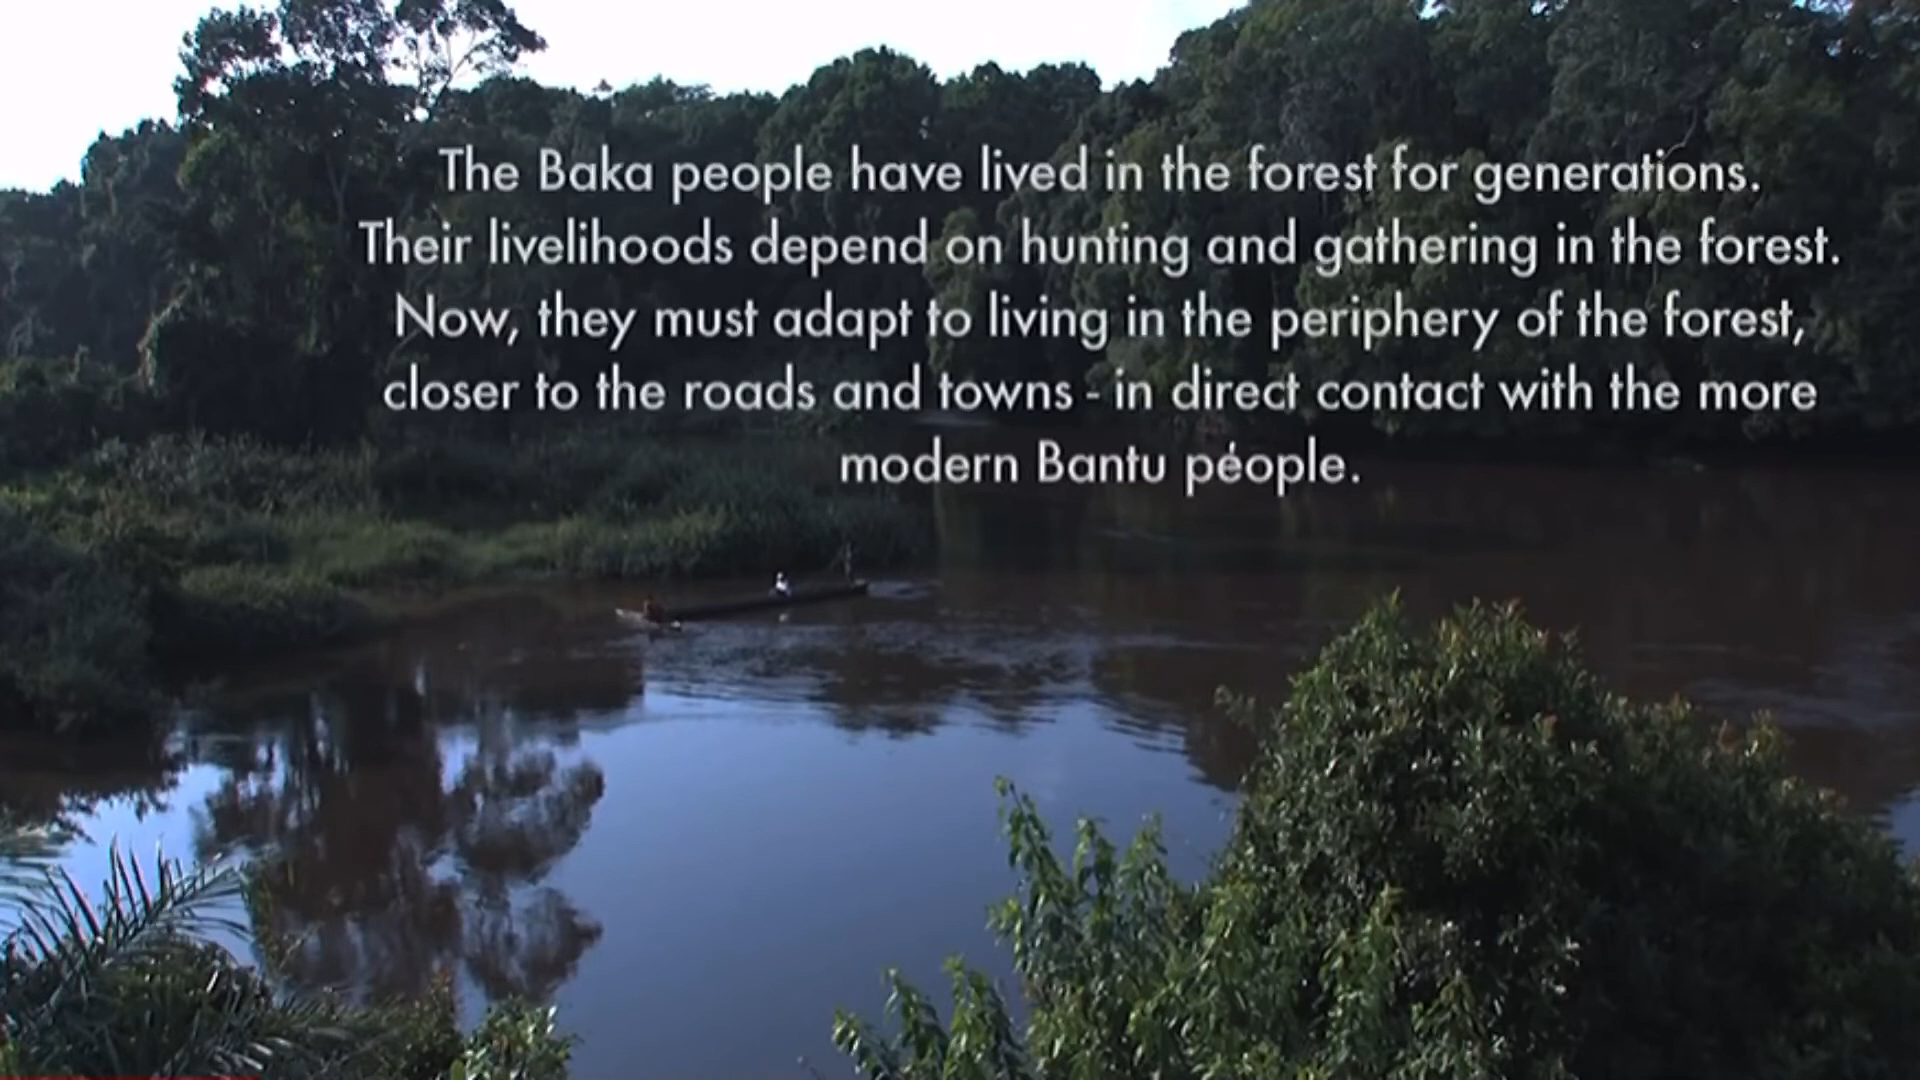 The Baka people have lived in the forest for generations.
Their livelihoods depend on hunting and gathering in the forest.
Now, they must adapt to living in the periphery of the forest,
closer to the roads and towns - in direct contact with the more
modern Bantu people.